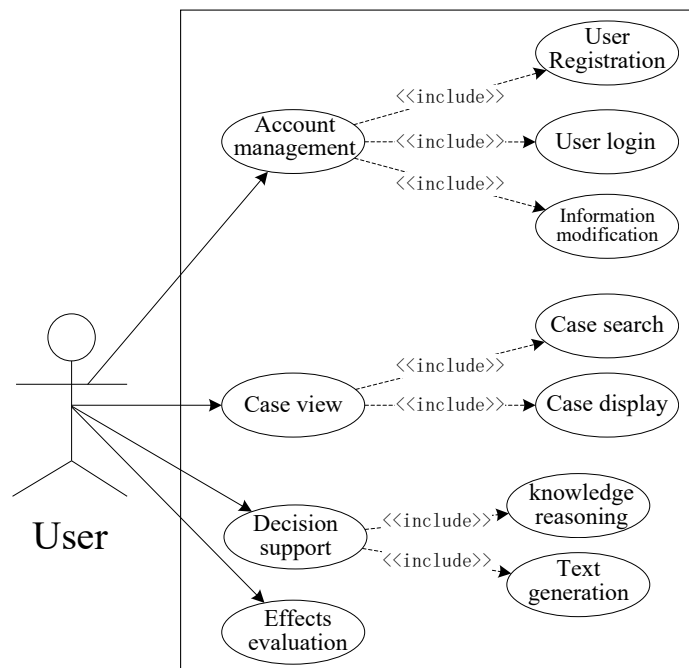 User
Registration
<<include>>
Account
management
<<include>>
User login
<<include>>
Information
modification
Case search
<<include>>
Case view
<<include>>
Case display
knowledge
reasoning
Decision
support
<<include>>
User
<<include>>
Text
generation
Effects
evaluation